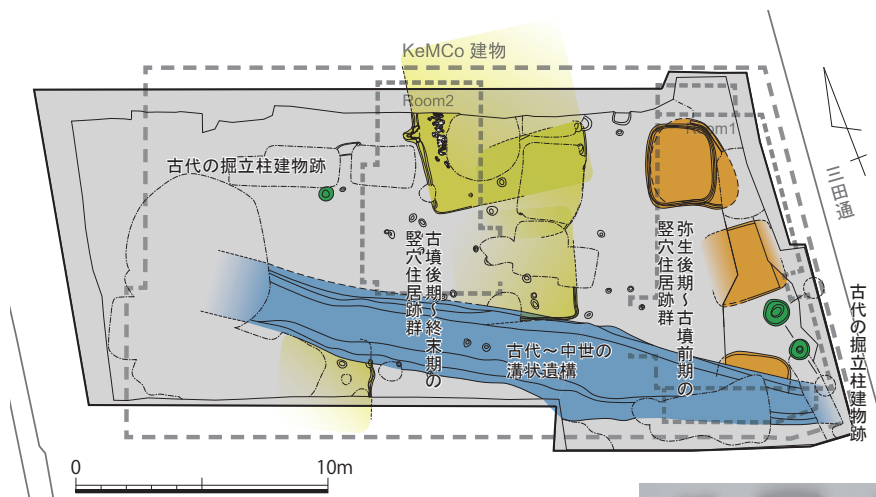 KeMCo 建物
Room2
Room1
三田通
古代の掘立柱建物跡
古墳後期～終末期の
竪穴住居跡群
弥生後期～古墳前期の
竪穴住居跡群
古代～中世の
溝状遺構
古代の掘立柱建物跡
0
10m